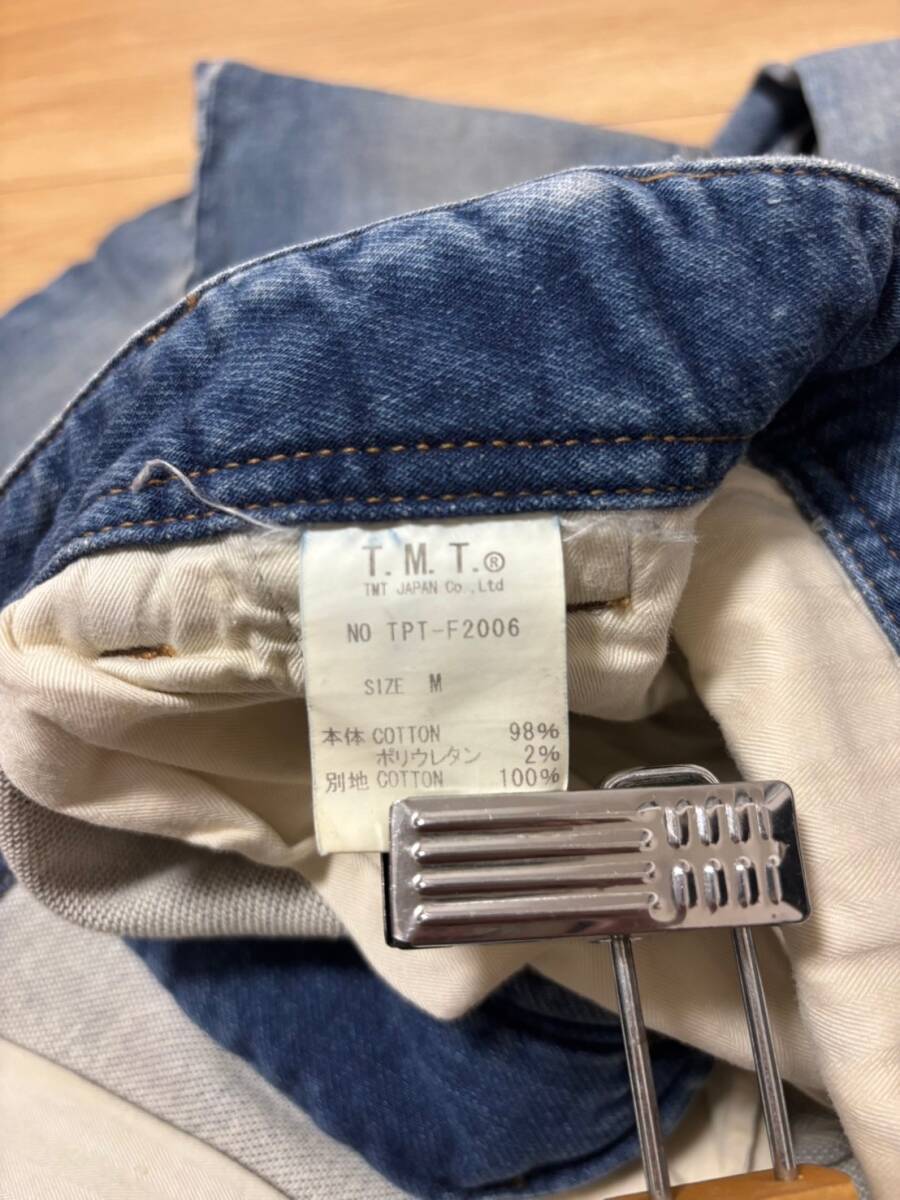 T.M.T.®
TMT JAPAN Co.,Ltd
NO TPT-F2006
SIZE M
本体 COTTON 98%
ポリウレタン 2%
別地 COTTON 100%